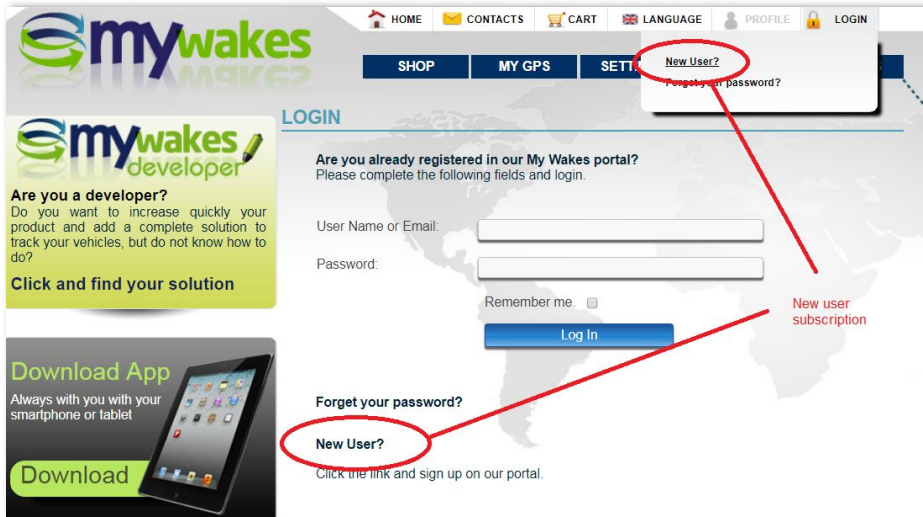 mywakes
HOME CONTACTS CART LANGUAGE PROFILE LOGIN
SHOP MY GPS SETT
New User?
Forget your password?
LOGIN
mywakes
developer
Are you a developer?
Do you want to increase quickly your
product and add a complete solution to
track your vehicles, but do not know how to
do?
Click and find your solution
Are you already registered in our My Wakes portal?
Please complete the following fields and login.
User Name or Email:
Password:
Remember me.
Log In
New user
subscription
Download App
Always with you with your
smartphone or tablet
Download
Forget your password?
New User?
Click the link and sign up on our portal.